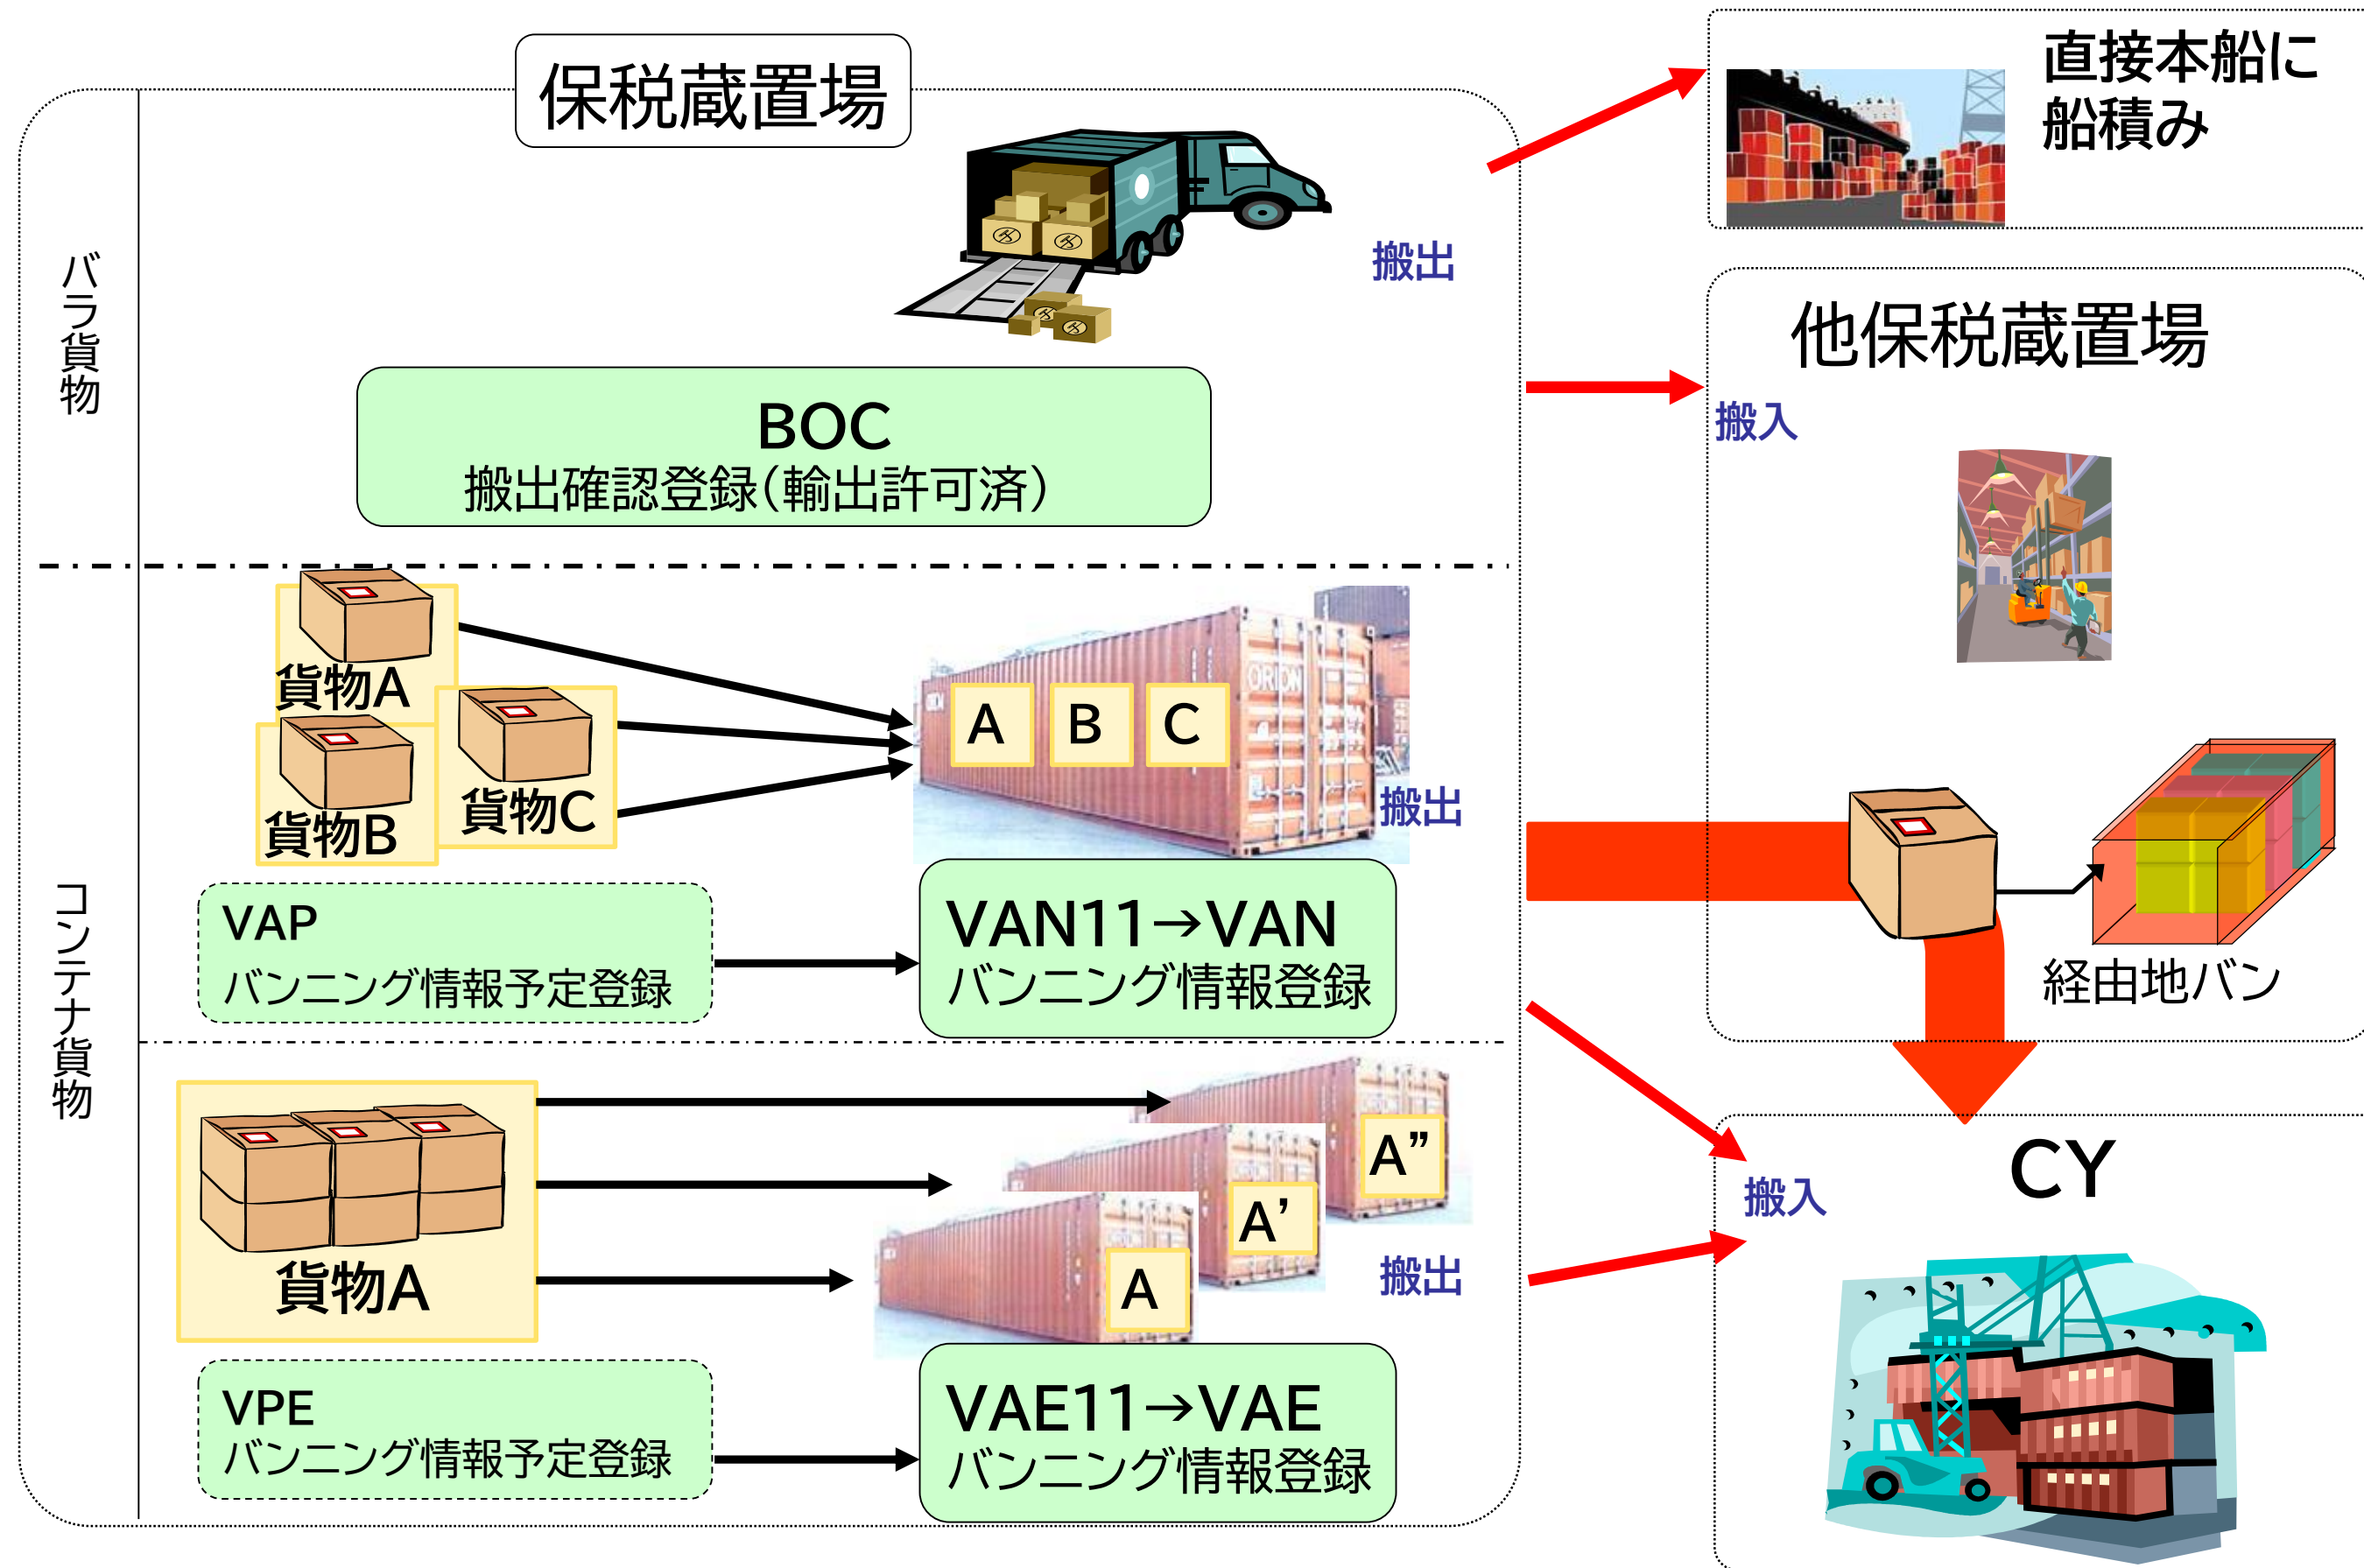 保税蔵置場
直接本船に
船積み
バラ貨物
搬出
BOC
搬出確認登録(輸出許可済)
他保税蔵置場
搬入
コンテナ貨物
貨物A
貨物B
貨物C
ORION
A
B
C
搬出
VAP
バンニング情報予定登録
VAN11→VAN
バンニング情報登録
経由地バン
貨物A
A
A’
A”
搬出
VPE
バンニング情報予定登録
VAE11→VAE
バンニング情報登録
CY
搬入